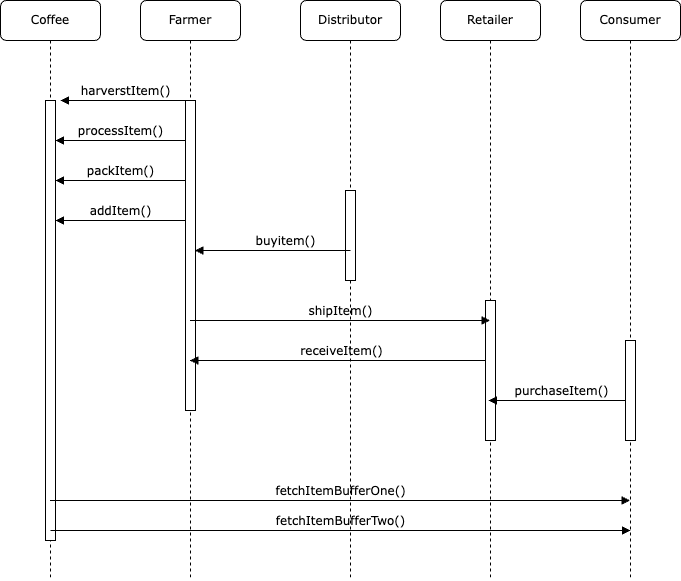 Coffee
Farmer
Distributor
Retailer
Consumer
harverstItem()
processItem()
packItem()
addItem()
buyitem()
shipItem()
receiveItem()
purchaseItem()
fetchItemBufferOne()
fetchItemBufferTwo()